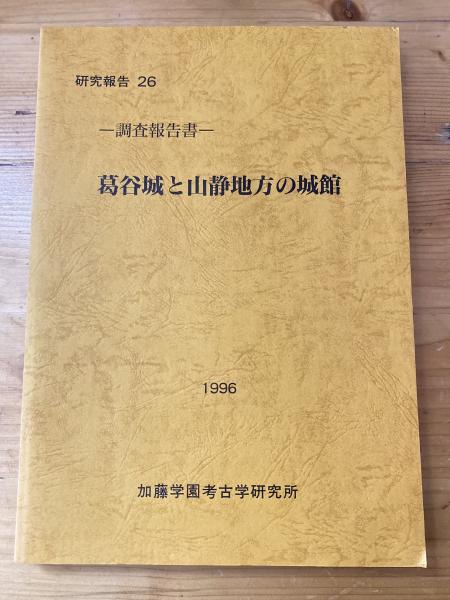 研究報告 26
―調査報告書―
葛谷城と山静地方の城館
1996
加藤学園考古学研究所